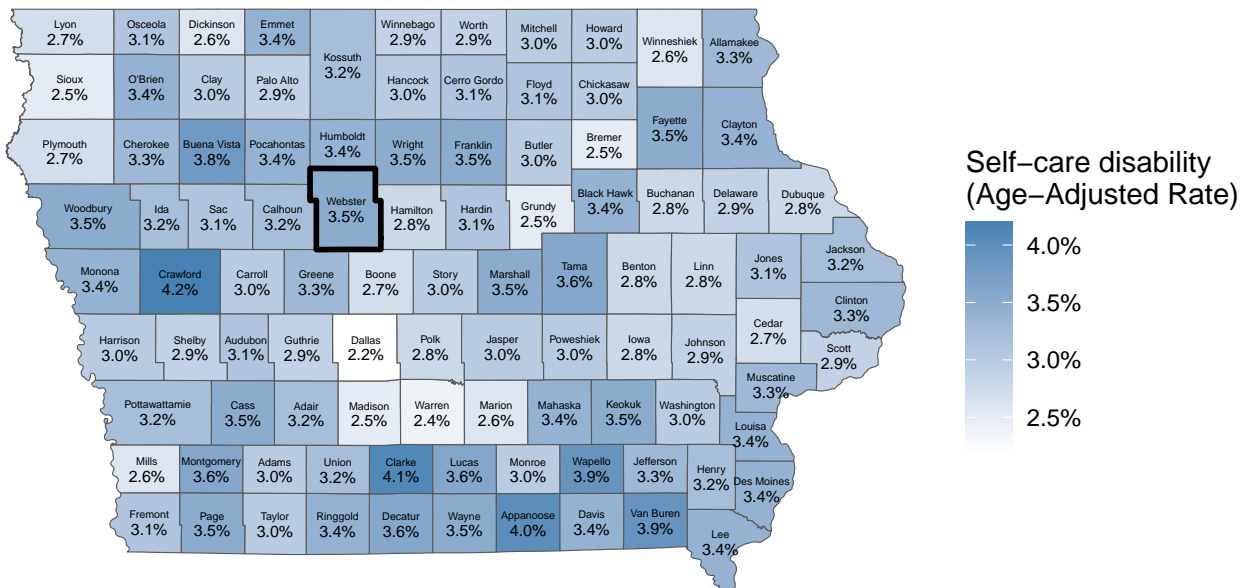 Lyon
2.7%
Osceola
3.1%
Dickinson
2.6%
Emmet
3.4%
Kossuth
3.2%
Winnebago
2.9%
Worth
2.9%
Mitchell
3.0%
Howard
3.0%
Winneshiek
2.6%
Allamakee
3.3%
Sioux
2.5%
O'Brien
3.4%
Clay
3.0%
Palo Alto
2.9%
Hancock
3.0%
Cerro Gordo
3.1%
Floyd
3.1%
Chickasaw
3.0%
Plymouth
2.7%
Cherokee
3.3%
Buena Vista
3.8%
Pocahontas
3.4%
Humboldt
3.4%
Wright
3.5%
Franklin
3.5%
Butler
3.0%
Bremer
2.5%
Fayette
3.5%
Clayton
3.4%
Woodbury
3.5%
Ida
3.2%
Sac
3.1%
Calhoun
3.2%
Webster
3.5%
Hamilton
2.8%
Hardin
3.1%
Grundy
2.5%
Black Hawk
3.4%
Buchanan
2.8%
Delaware
2.9%
Dubuque
2.8%
Monona
3.4%
Crawford
4.2%
Carroll
3.0%
Greene
3.3%
Boone
2.7%
Story
3.0%
Marshall
3.5%
Tama
3.6%
Benton
2.8%
Linn
2.8%
Jones
3.1%
Jackson
3.2%
Clinton
3.3%
Harrison
3.0%
Shelby
2.9%
Audubon
3.1%
Guthrie
2.9%
Dallas
2.2%
Polk
2.8%
Jasper
3.0%
Poweshiek
3.0%
Iowa
2.8%
Johnson
2.9%
Cedar
2.7%
Scott
2.9%
Muscatine
3.3%
Pottawattamie
3.2%
Cass
3.5%
Adair
3.2%
Madison
2.5%
Warren
2.4%
Marion
2.6%
Mahaska
3.4%
Keokuk
3.5%
Washington
3.0%
Louisa
3.4%
Mills
2.6%
Montgomery
3.6%
Adams
3.0%
Union
3.2%
Clarke
4.1%
Lucas
3.6%
Monroe
3.0%
Wapello
3.9%
Jefferson
3.3%
Henry
3.2%
Des Moines
3.4%
Fremont
3.1%
Page
3.5%
Taylor
3.0%
Ringgold
3.4%
Decatur
3.6%
Wayne
3.5%
Appanoose
4.0%
Davis
3.4%
Van Buren
3.9%
Lee
3.4%
Self−care disability
(Age−Adjusted Rate)
4.0%
3.5%
3.0%
2.5%